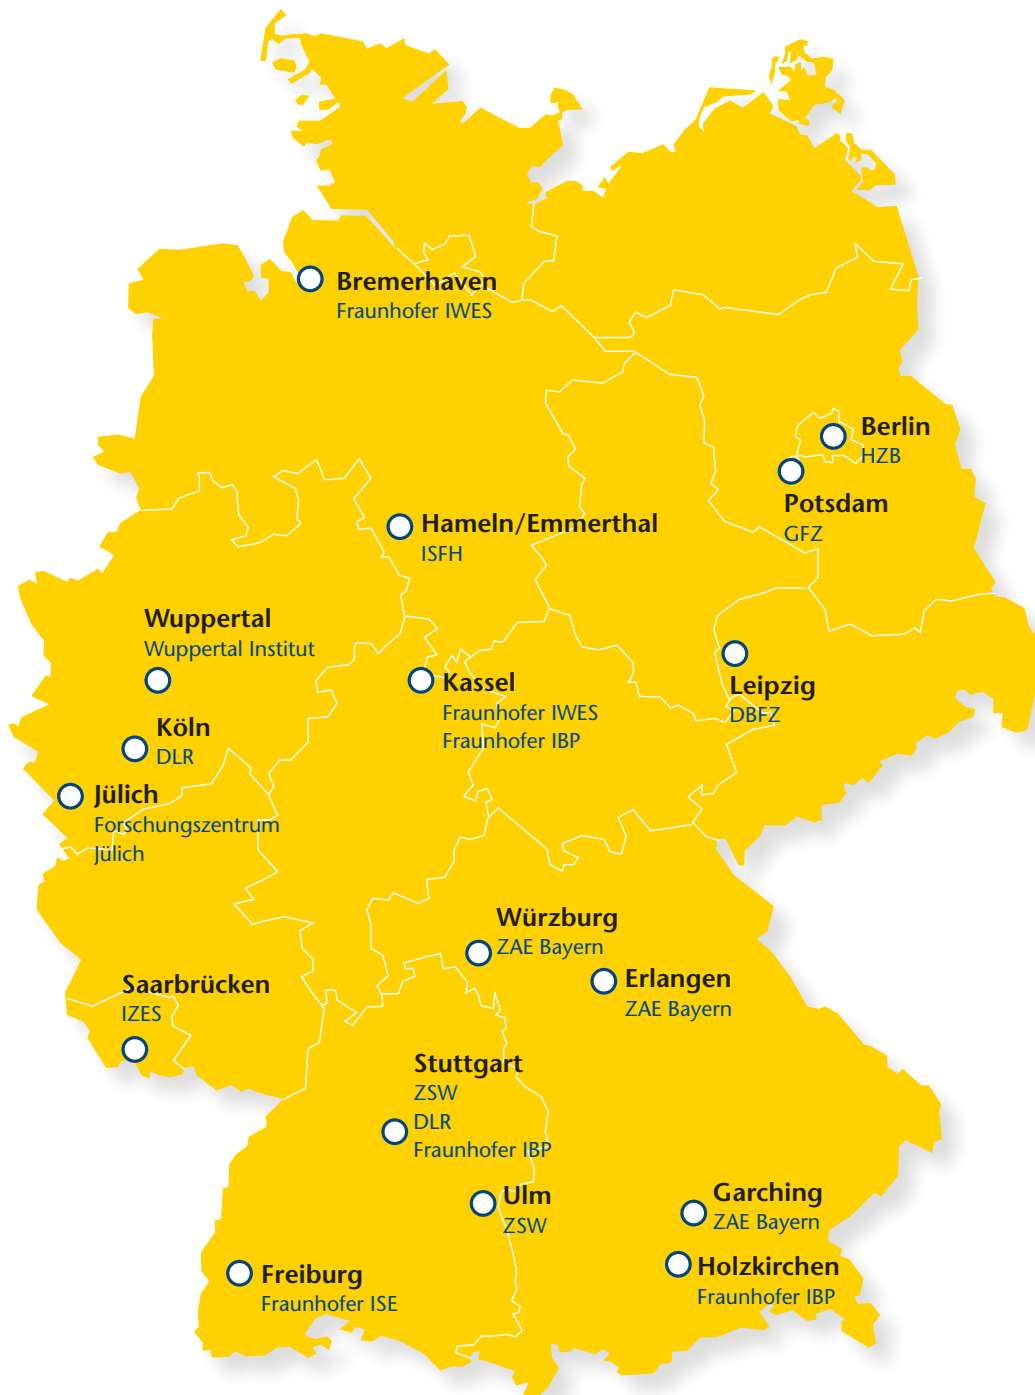 Bremerhaven
Fraunhofer IWES
Berlin
HZB
Potsdam
GFZ
Hameln/Emmerthal
ISFH
Wuppertal
Wuppertal Institut
Kassel
Fraunhofer IWES
Fraunhofer IBP
Leipzig
DBFZ
Köln
DLR
Jülich
Forschungszentrum
Jülich
Würzburg
ZAE Bayern
Erlangen
ZAE Bayern
Saarbrücken
IZES
Stuttgart
ZSW
DLR
Fraunhofer IBP
Ulm
ZSW
Garching
ZAE Bayern
Holzkirchen
Fraunhofer IBP
Freiburg
Fraunhofer ISE